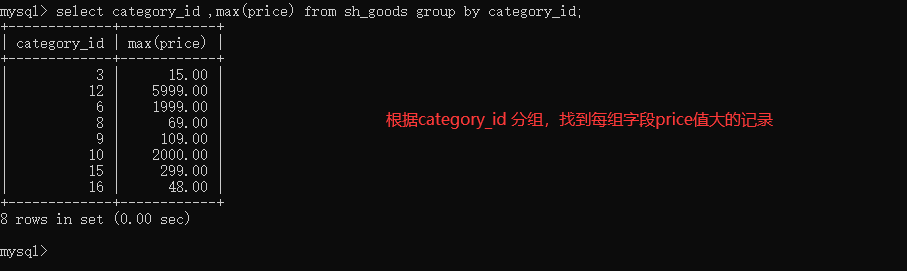 mysql> select category_id ,max(price) from sh_goods group by category_id;
+-------------+------------+
| category_id | max(price) |
+-------------+------------+
|           3 |      15.00 |
|          12 |    5999.00 |
|           6 |    1999.00 |
|           8 |      69.00 |
|           9 |     109.00 |
|          10 |    2000.00 |
|          15 |     299.00 |
|          16 |      48.00 |
+-------------+------------+
根据category_id 分组，找到每组字段price值大的记录
8 rows in set (0.00 sec)
mysql>